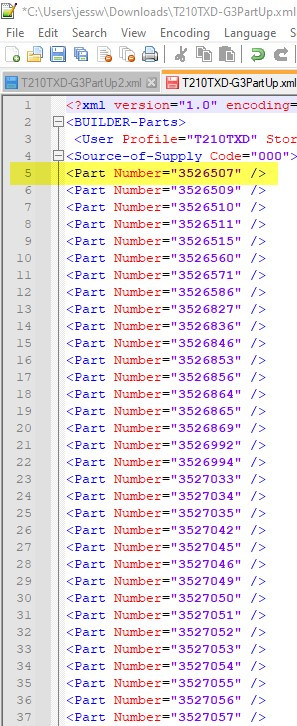 *C:\Users\jessw\Downloads\T210TXD-G3PartUp.xml
File Edit Search View Encoding Language
T210TXD-G3PartUp2.xml T210TXD-G3PartUp.xml
1 <?xml version="1.0" encoding=
2 <BUILDER-Parts>
3 <User Profile="T210TXD" Stor
4 <Source-of-Supply Code="000">
5 <Part Number="3526507" />
6 <Part Number="3526509" />
7 <Part Number="3526510" />
8 <Part Number="3526511" />
9 <Part Number="3526515" />
10 <Part Number="3526560" />
11 <Part Number="3526571" />
12 <Part Number="3526586" />
13 <Part Number="3526827" />
14 <Part Number="3526836" />
15 <Part Number="3526846" />
16 <Part Number="3526853" />
17 <Part Number="3526856" />
18 <Part Number="3526864" />
19 <Part Number="3526865" />
20 <Part Number="3526869" />
21 <Part Number="3526992" />
22 <Part Number="3526994" />
23 <Part Number="3527033" />
24 <Part Number="3527034" />
25 <Part Number="3527035" />
26 <Part Number="3527042" />
27 <Part Number="3527045" />
28 <Part Number="3527046" />
29 <Part Number="3527049" />
30 <Part Number="3527050" />
31 <Part Number="3527051" />
32 <Part Number="3527052" />
33 <Part Number="3527053" />
34 <Part Number="3527054" />
35 <Part Number="3527055" />
36 <Part Number="3527056" />
37 <Part Number="3527057" />